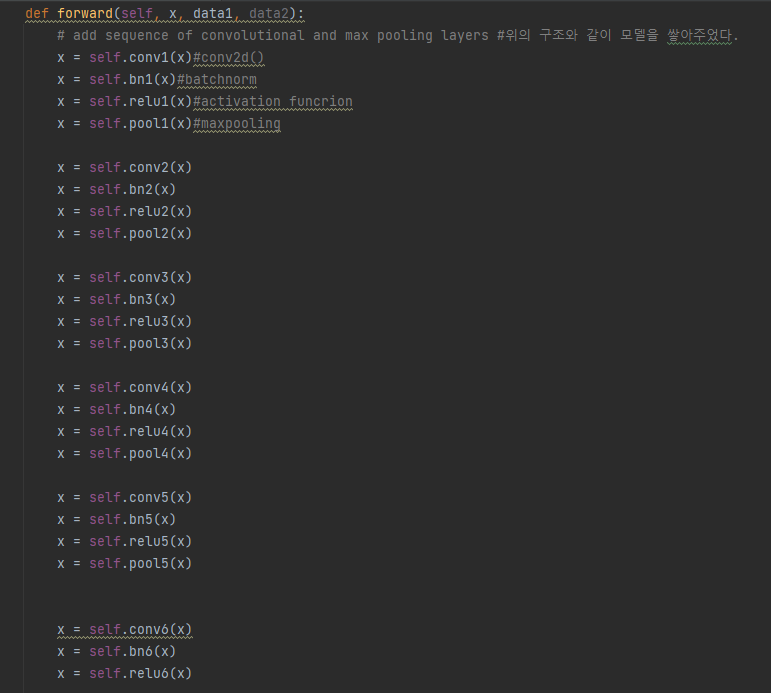 def forward(self, x, data1, data2):
# add sequence of convolutional and max pooling layers #위의 구조와 같이 모델을 쌓아주었다.
x = self.conv1(x)#conv2d()
x = self.bn1(x)#batchnorm
x = self.relu1(x)#activation funcrion
x = self.pool1(x)#maxpooling
x = self.conv2(x)
x = self.bn2(x)
x = self.relu2(x)
x = self.pool2(x)
x = self.conv3(x)
x = self.bn3(x)
x = self.relu3(x)
x = self.pool3(x)
x = self.conv4(x)
x = self.bn4(x)
x = self.relu4(x)
x = self.pool4(x)
x = self.conv5(x)
x = self.bn5(x)
x = self.relu5(x)
x = self.pool5(x)
x = self.conv6(x)
x = self.bn6(x)
x = self.relu6(x)